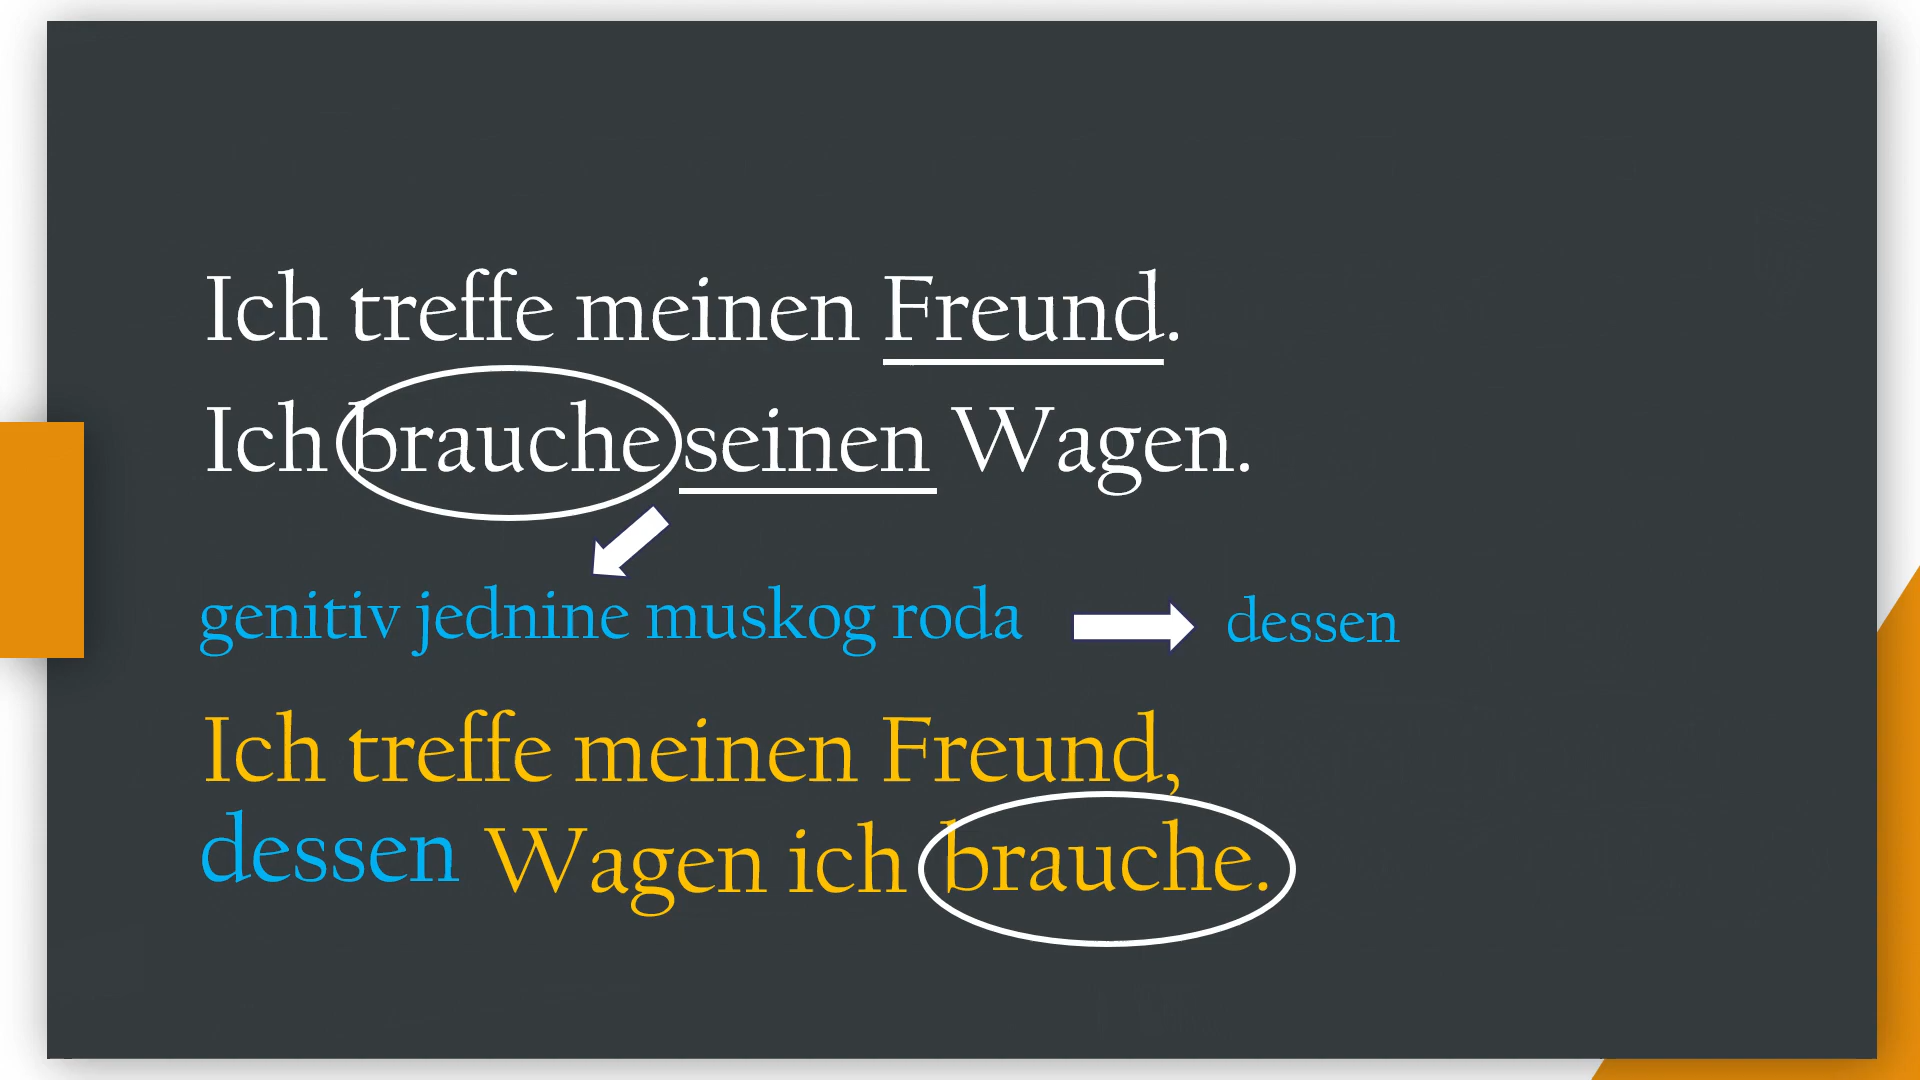 Ich treffe meinen Freund.
Ich brauche seinen Wagen.
genitiv jednine muskog roda dessen
Ich treffe meinen Freund,
dessen Wagen ich brauche.